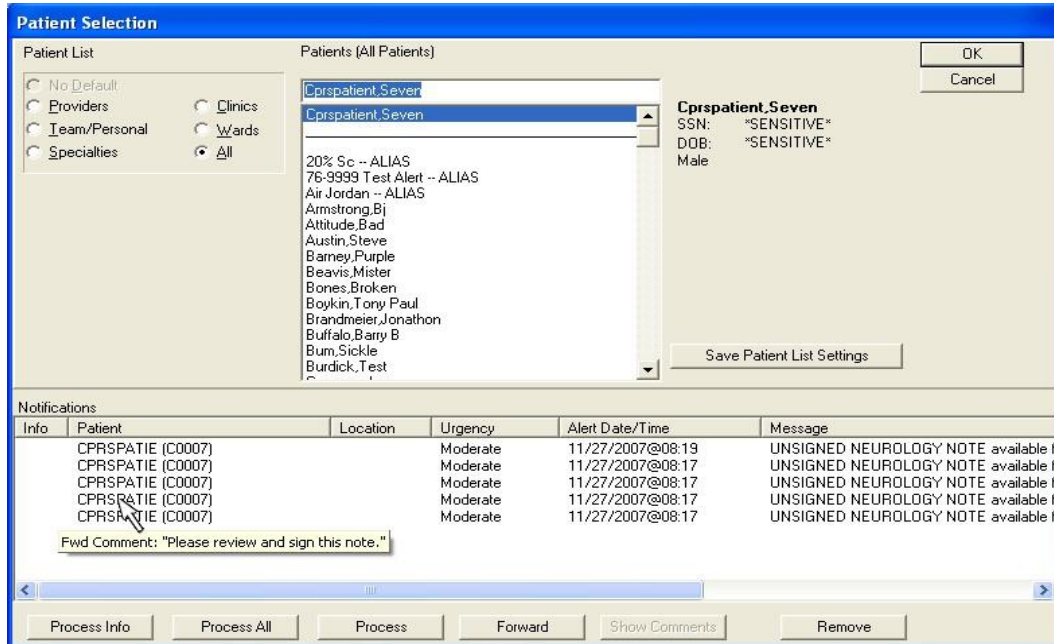 Patient Selection
Patient List
No Default
Providers
Clinics
Team/Personal
Wards
Specialties
All
Patients (All Patients)
Cprspatient,Seven
Cprspatient,Seven
20% Sc -- ALIAS
76-9999 Test Alert -- ALIAS
Air Jordan -- ALIAS
Armstrong,Bj
Attitude,Bad
Austin,Steve
Barney,Purple
Beavis,Mister
Bones,Broken
Boykin,Tony Paul
Brandmeier,Jonathon
Buffalo,Barry B
Bum,Sickle
Burdick,Test
OK
Cancel
Cprspatient,Seven
SSN: *SENSITIVE*
DOB: *SENSITIVE*
Male
Save Patient List Settings
Notifications
Info Patient Location Urgency Alert Date/Time Message
CPRSPATIE (C0007) Moderate 11/27/2007@08:19 UNSIGNED NEUROLOGY NOTE available
CPRSPATIE (C0007) Moderate 11/27/2007@08:17 UNSIGNED NEUROLOGY NOTE available
CPRSPATIE (C0007) Moderate 11/27/2007@08:17 UNSIGNED NEUROLOGY NOTE available
CPRSPATIE (C0007) Moderate 11/27/2007@08:17 UNSIGNED NEUROLOGY NOTE available
CPRSPATIE (C0007) Moderate 11/27/2007@08:17 UNSIGNED NEUROLOGY NOTE available
Fwd Comment: "Please review and sign this note."
Process Info Process All Process Forward Show Comments Remove